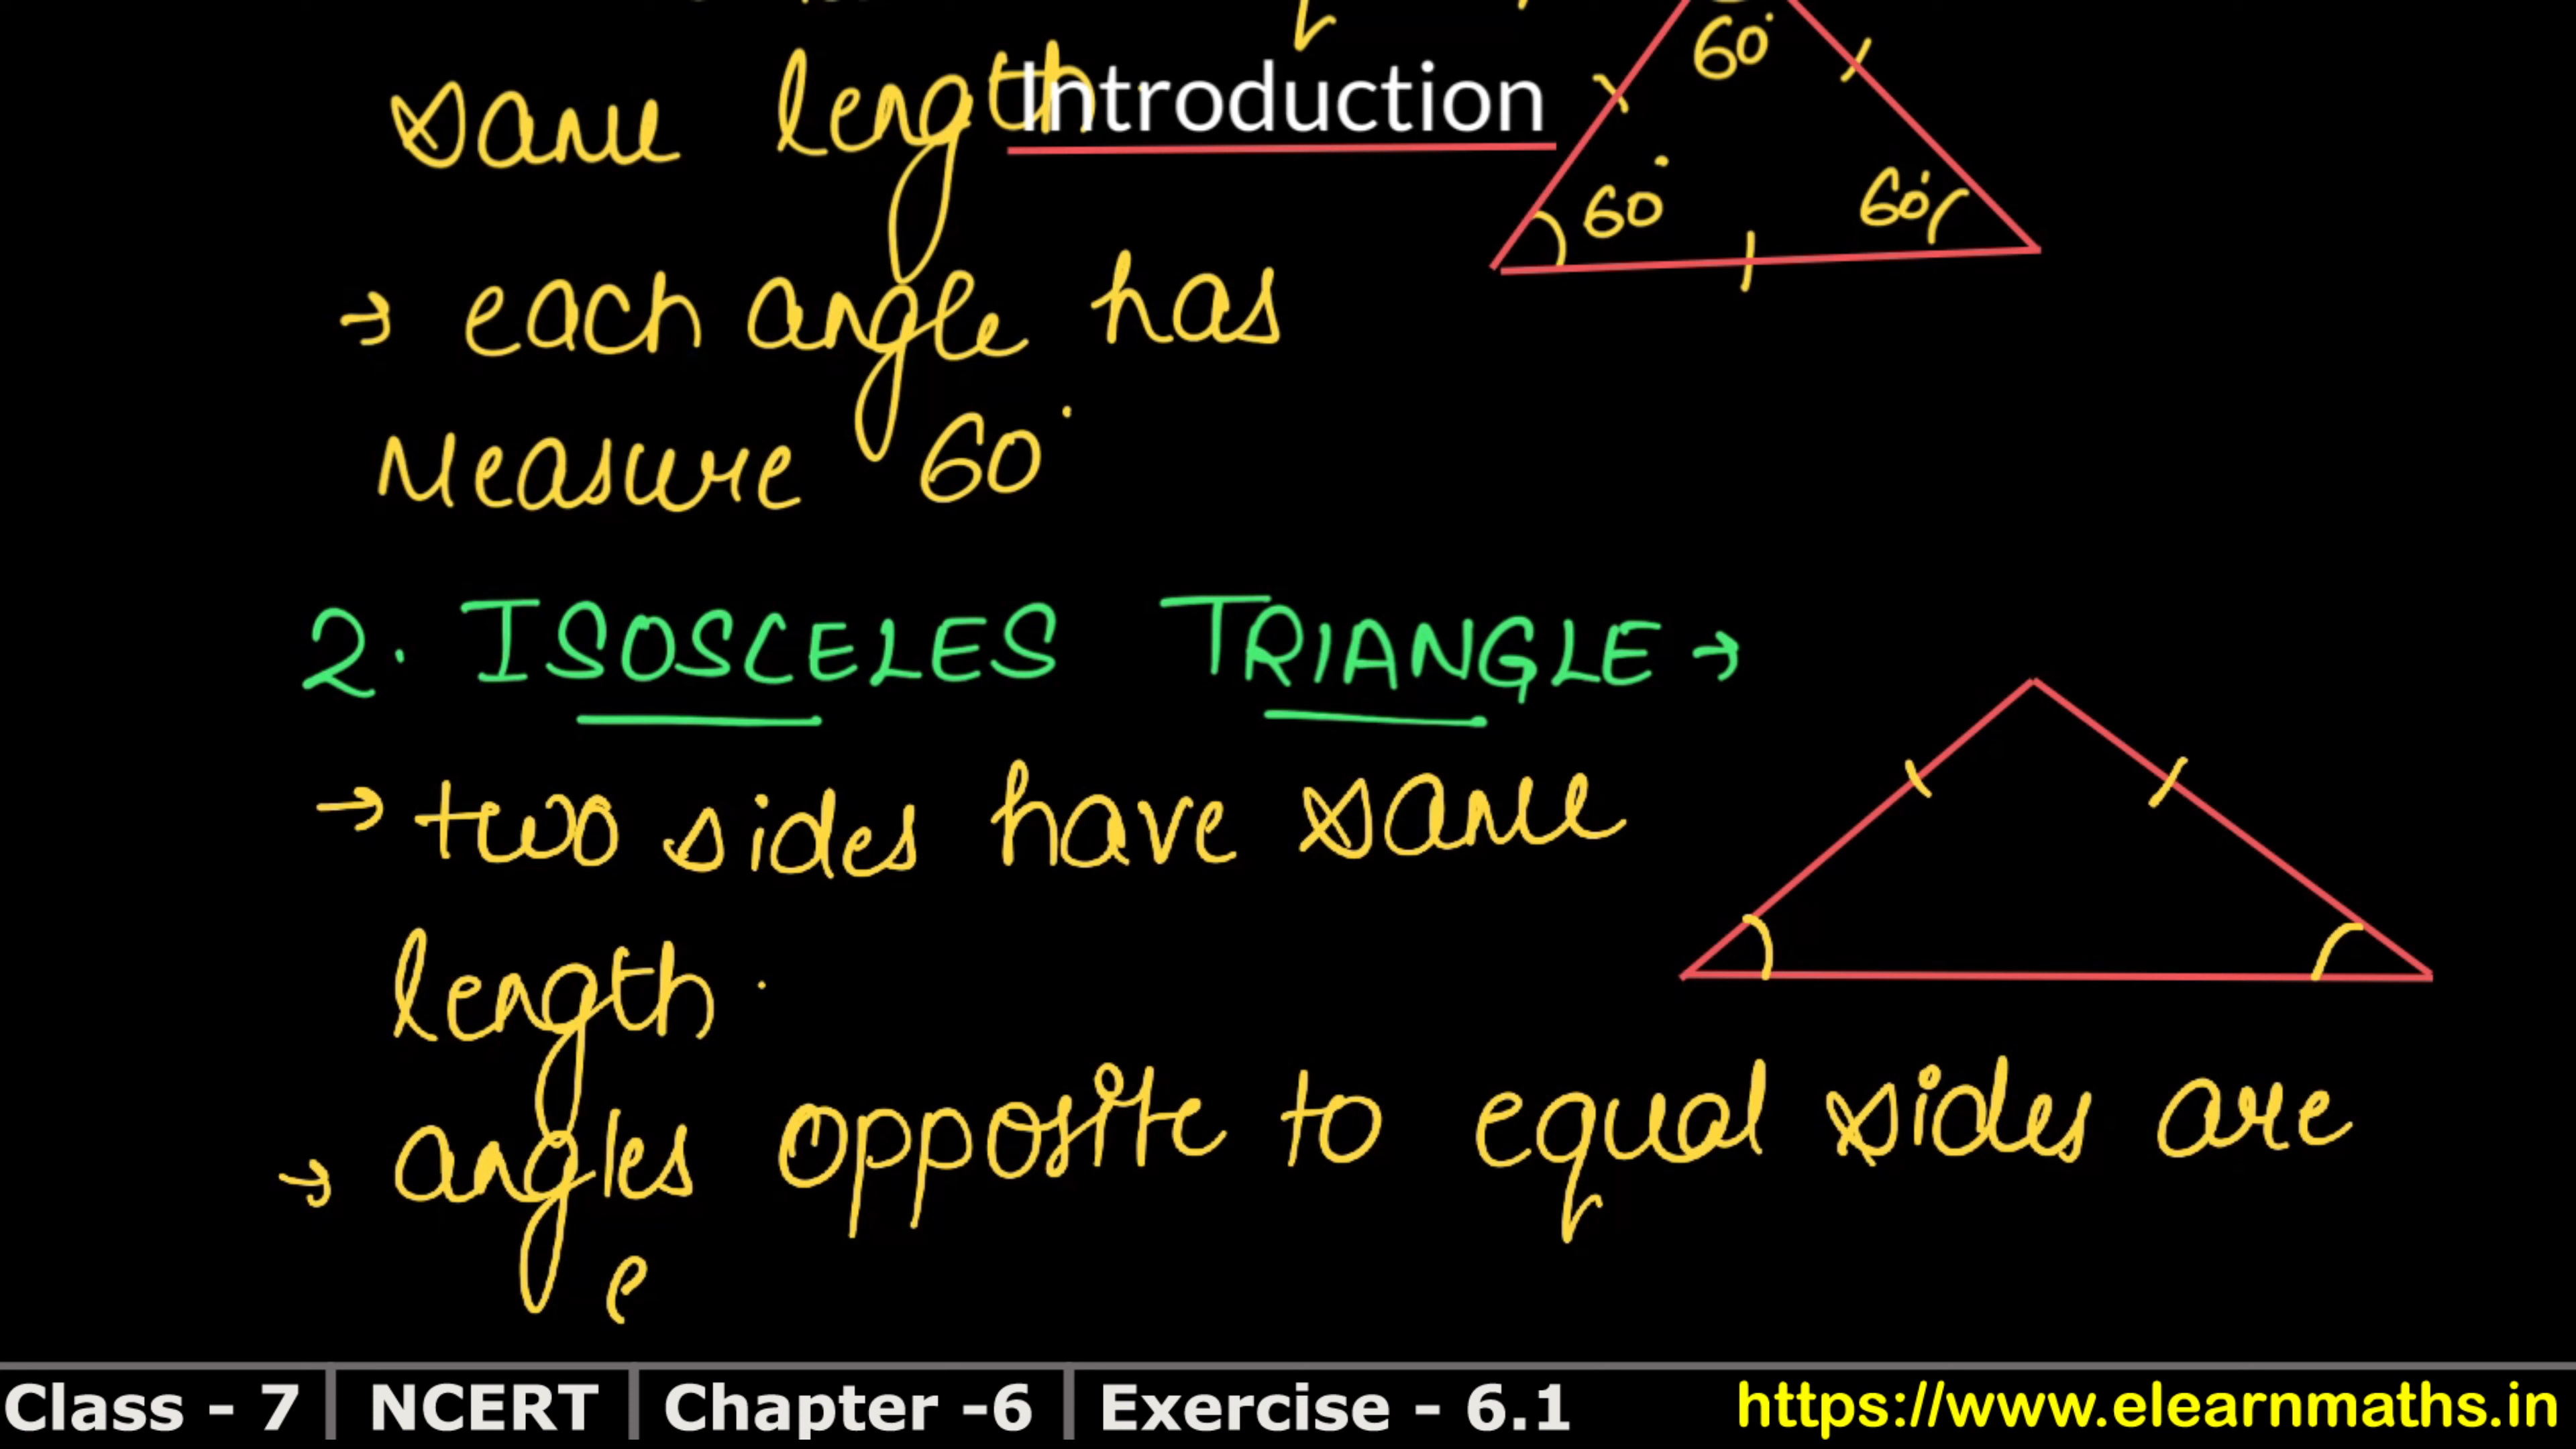 same length
Introduction
60°
60°
60°
→ each angle has
Measure 60°
2. ISOSCELES TRIANGLE →
→ two sides have same
length.
→ angles opposite to equal sides are
e
Class - 7 | NCERT | Chapter -6 | Exercise - 6.1
https://www.elearnmaths.in